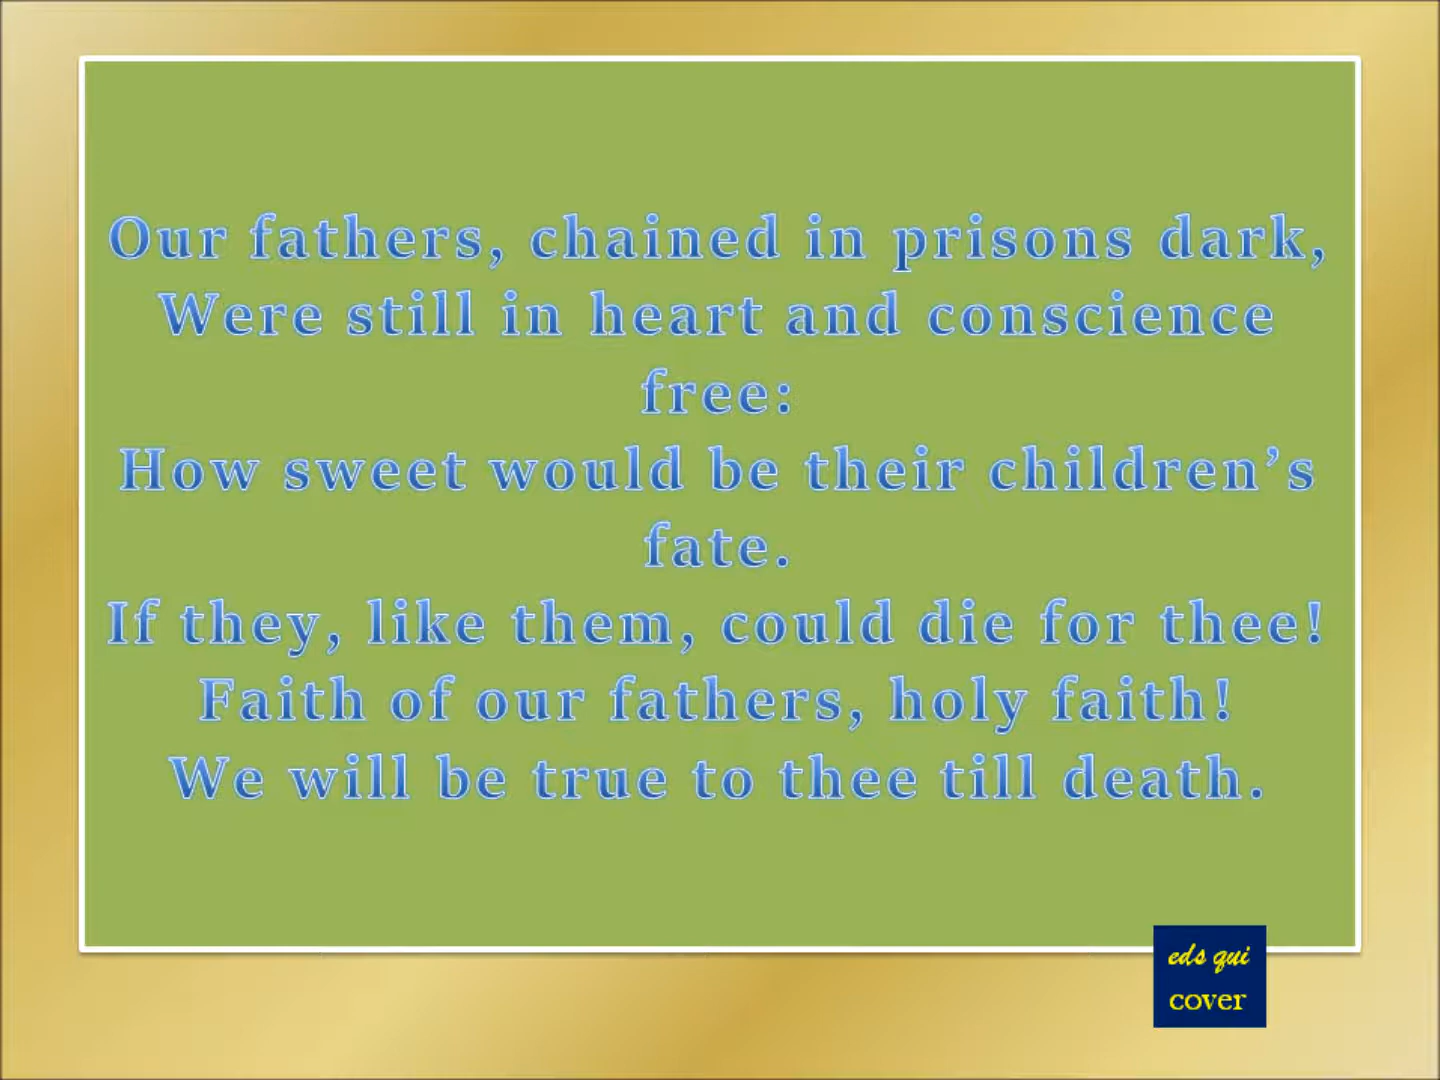 Our fathers, chained in prisons dark,
Were still in heart and conscience
free:
How sweet would be their children’s
fate.
If they, like them, could die for thee!
Faith of our fathers, holy faith!
We will be true to thee till death.
eds qui
cover